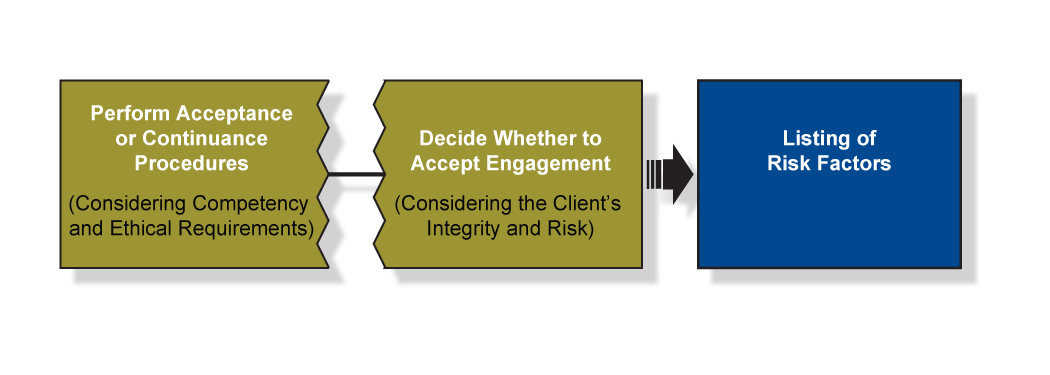 Perform Acceptance
or Continuance
Procedures
(Considering Competency
and Ethical Requirements)
Decide Whether to
Accept Engagement
(Considering the Client’s
Integrity and Risk)
Listing of
Risk Factors